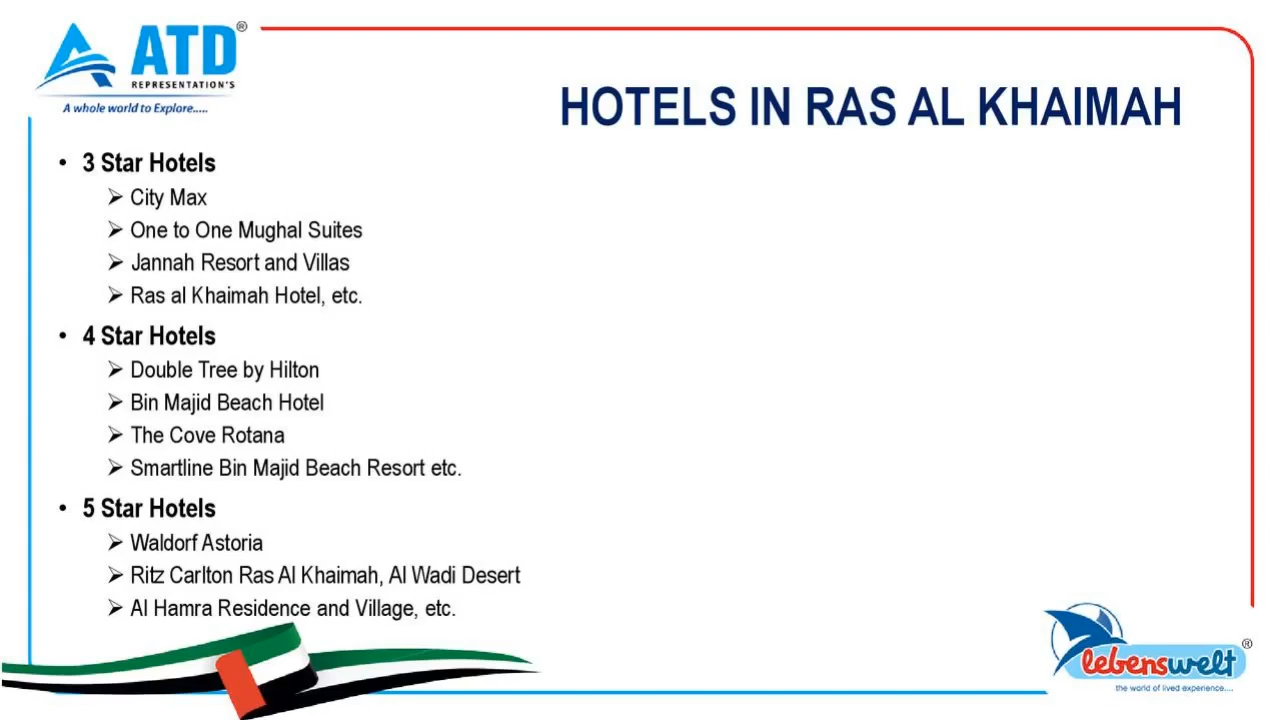 ATD®
REPRESENTATION'S
A whole world to Explore.....
HOTELS IN RAS AL KHAIMAH
• 3 Star Hotels
➢ City Max
➢ One to One Mughal Suites
➢ Jannah Resort and Villas
➢ Ras al Khaimah Hotel, etc.
• 4 Star Hotels
➢ Double Tree by Hilton
➢ Bin Majid Beach Hotel
➢ The Cove Rotana
➢ Smartline Bin Majid Beach Resort etc.
• 5 Star Hotels
➢ Waldorf Astoria
➢ Ritz Carlton Ras Al Khaimah, Al Wadi Desert
➢ Al Hamra Residence and Village, etc.
lebenswelt®
the world of lived experience....